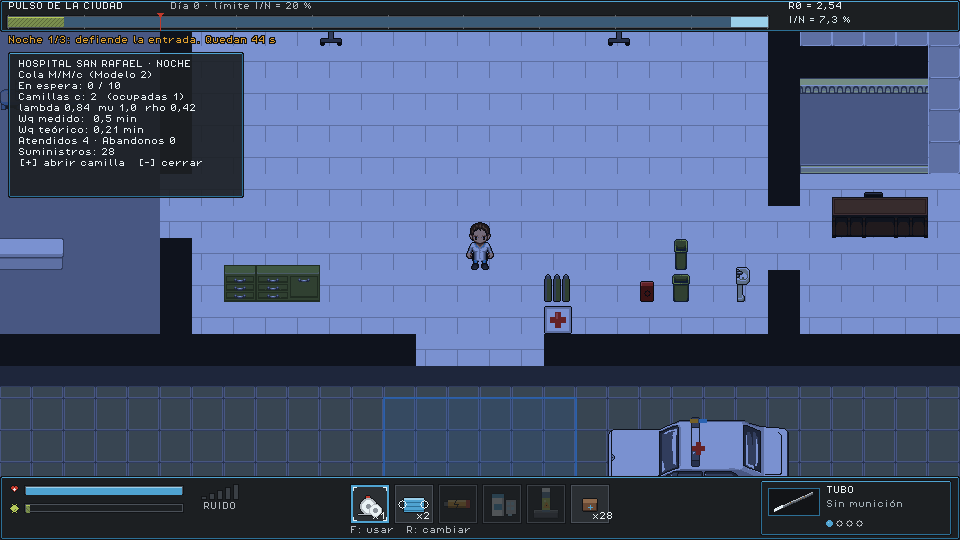 PULSO DE LA CIUDAD
Día 0 · límite I/N = 20 %
R0 = 2,54
I/N = 7,3 %
Noche 1/3: defiende la entrada. Quedan 44 s
HOSPITAL SAN RAFAEL · NOCHE
Cola M/M/c (Modelo 2)
En espera: 0 / 10
Camillas c: 2 (ocupadas 1)
lambda 0,84 mu 1,0 rho 0,42
Wq medido: 0,5 min
Wq teórico: 0,21 min
Atendidos 4 · Abandonos 0
Suministros: 28
[+] abrir camilla [-] cerrar
RUIDO
x1
x2
x28
F: usar R: cambiar
TUBO
Sin munición